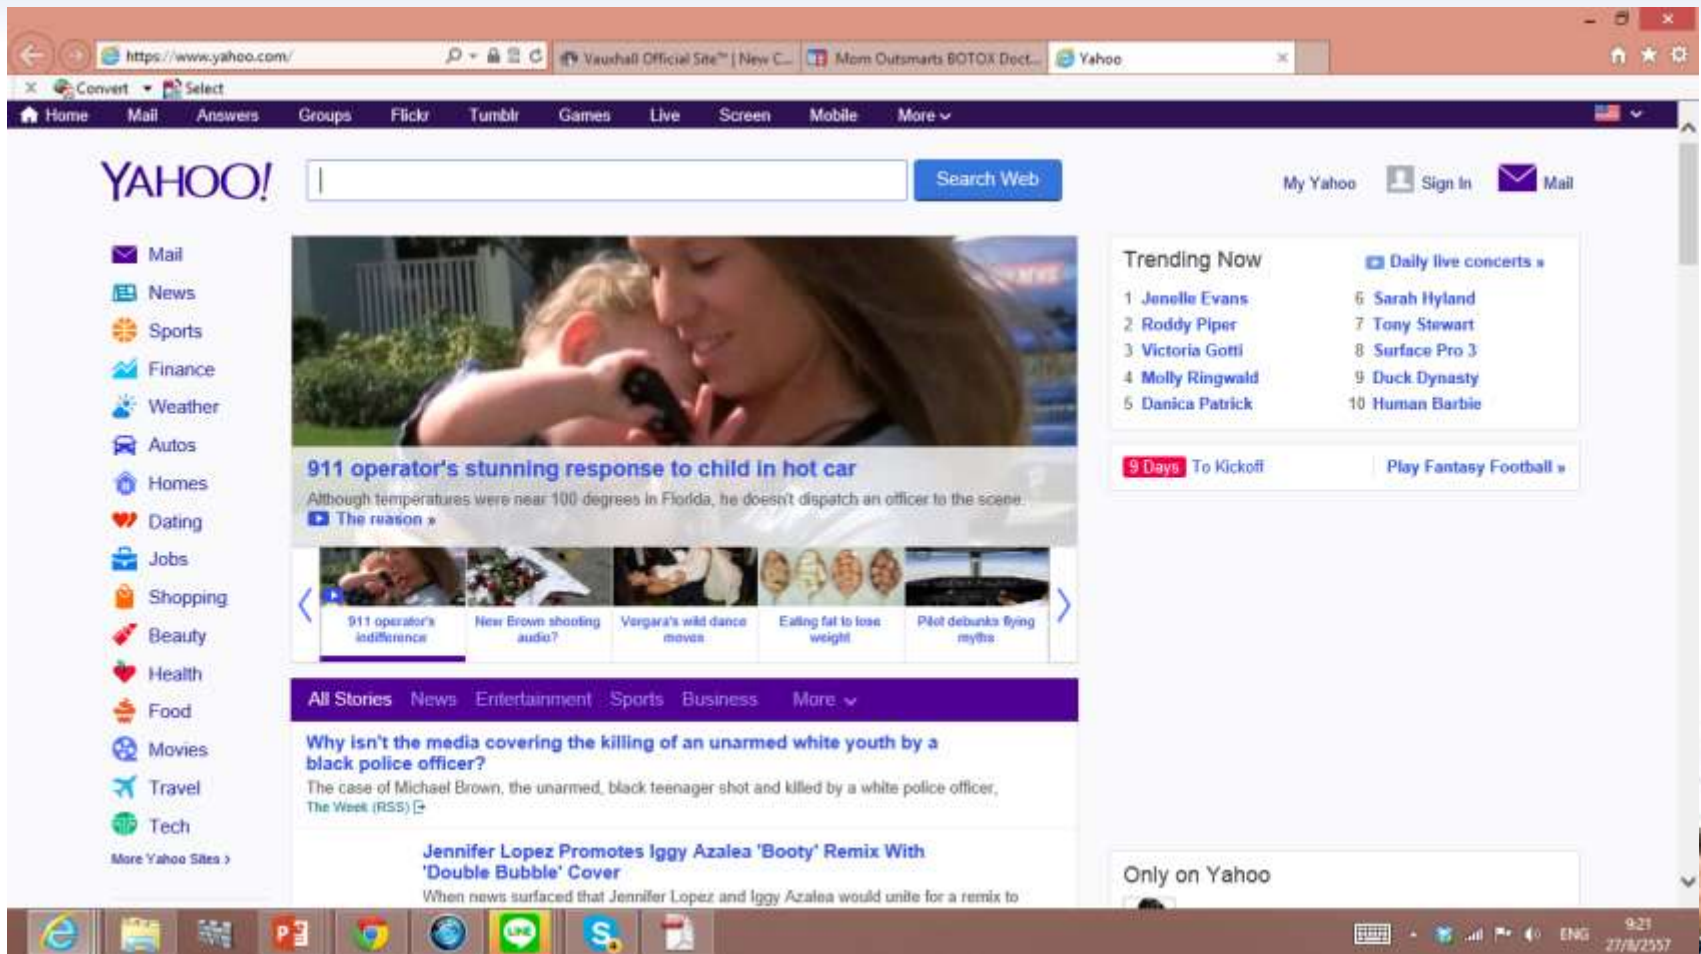 https://www.yahoo.com/
Vauxhall Official Site™ | New C...
Mom Outsmarts BOTOX Doct...
Yahoo
Convert
Select
Home
Mail
Answers
Groups
Flickr
Tumblr
Games
Live
Screen
Mobile
More
YAHOO!
Search Web
My Yahoo
Sign In
Mail
Mail
News
Sports
Finance
Weather
Autos
Homes
Dating
Jobs
Shopping
Beauty
Health
Food
Movies
Travel
Tech
More Yahoo Sites >
911 operator's stunning response to child in hot car
Although temperatures were near 100 degrees in Florida, he doesn't dispatch an officer to the scene.
The reason »
911 operator's
indifference
New Brown shooting
audio?
Vergara's wild dance
moves
Eating fat to lose
weight
Pilot debunks flying
myths
All Stories
News
Entertainment
Sports
Business
More
Why isn't the media covering the killing of an unarmed white youth by a
black police officer?
The case of Michael Brown, the unarmed, black teenager shot and killed by a white police officer,
The Week (RSS)
Jennifer Lopez Promotes Iggy Azalea 'Booty' Remix With
'Double Bubble' Cover
When news surfaced that Jennifer Lopez and Iggy Azalea would unite for a remix to
Trending Now
Daily live concerts »
1 Jenelle Evans
2 Roddy Piper
3 Victoria Gotti
4 Molly Ringwald
5 Danica Patrick
6 Sarah Hyland
7 Tony Stewart
8 Surface Pro 3
9 Duck Dynasty
10 Human Barbie
9 Days To Kickoff
Play Fantasy Football »
Only on Yahoo
LINE
ENG
9:21
27/8/2557